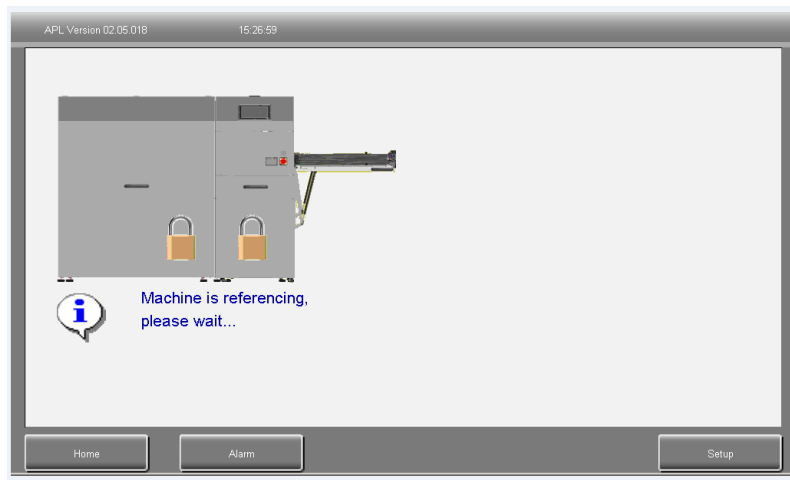 APL Version 02.05.018 15:26:59
Machine is referencing,
please wait...
Home Alarm Setup